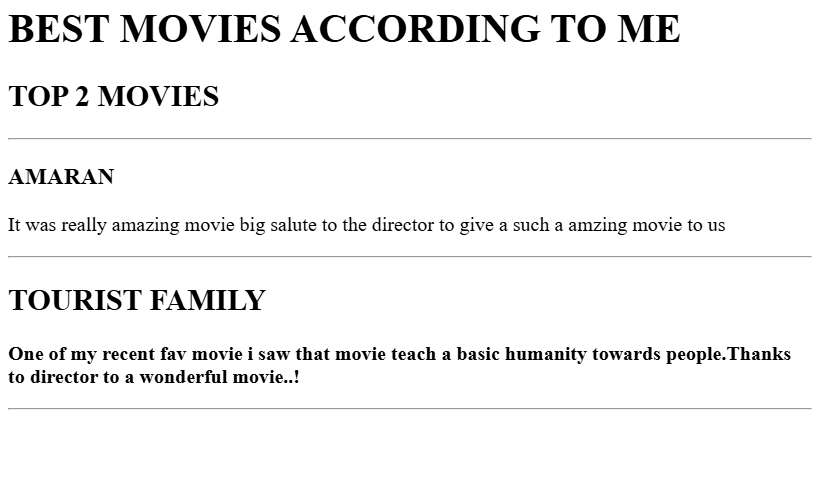 BEST MOVIES ACCORDING TO ME
TOP 2 MOVIES
AMARAN
It was really amazing movie big salute to the director to give a such a amzing movie to us
TOURIST FAMILY
One of my recent fav movie i saw that movie teach a basic humanity towards people.Thanks
to director to a wonderful movie..!